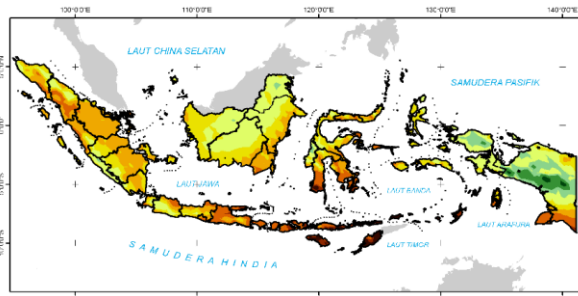 100°0'0"E 110°0'0"E 120°0'0"E 130°0'0"E 140°0'0"E
LAUT CHINA SELATAN
SAMUDERA PASIFIK
LAUT JAWA
LAUT BANDA
LAUT ARAFURA
LAUT TIMOR
SAMUDERA HINDIA